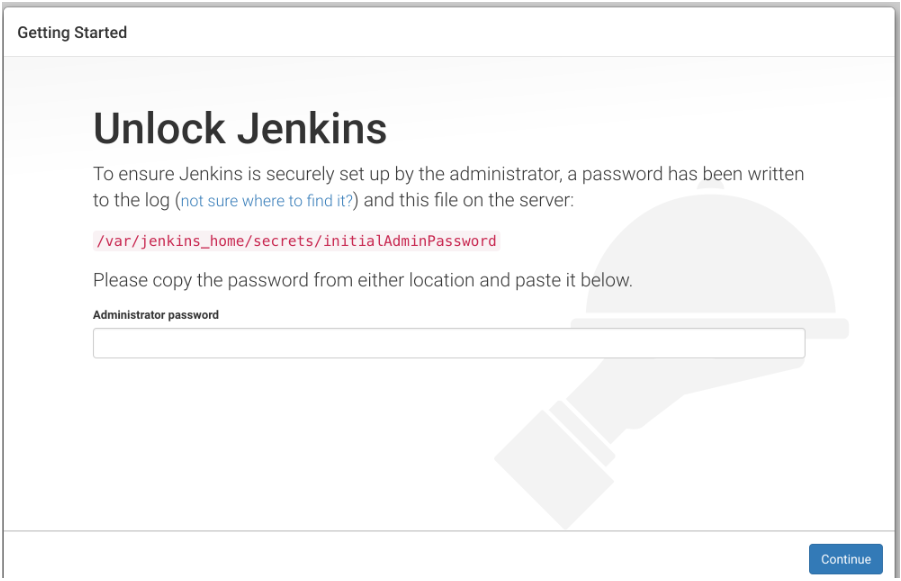 Getting Started
Unlock Jenkins
To ensure Jenkins is securely set up by the administrator, a password has been written
to the log (not sure where to find it?) and this file on the server:
/var/jenkins_home/secrets/initialAdminPassword
Please copy the password from either location and paste it below.
Administrator password
Continue